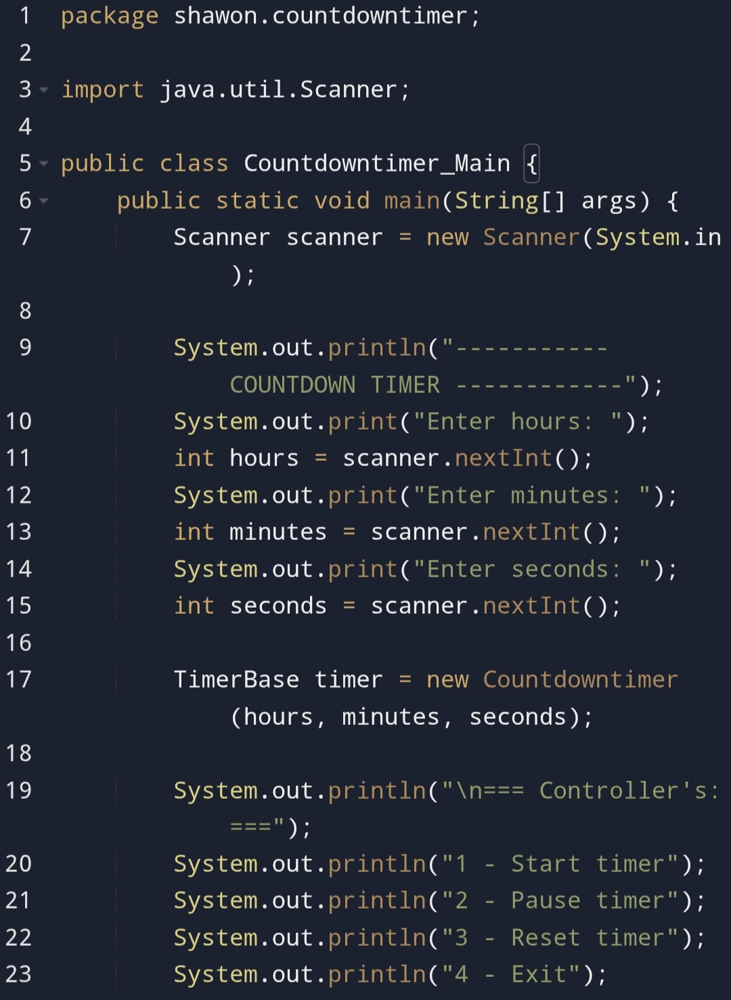 1 package shawon.countdowntimer;
2
3 import java.util.Scanner;
4
5 public class Countdowntimer_Main {
6 public static void main(String[] args) {
7 Scanner scanner = new Scanner(System.in
);
8
9 System.out.println("-----------
COUNTDOWN TIMER ------------");
10 System.out.print("Enter hours: ");
11 int hours = scanner.nextInt();
12 System.out.print("Enter minutes: ");
13 int minutes = scanner.nextInt();
14 System.out.print("Enter seconds: ");
15 int seconds = scanner.nextInt();
16
17 TimerBase timer = new Countdowntimer
(hours, minutes, seconds);
18
19 System.out.println("\n=== Controller's:
===");
20 System.out.println("1 - Start timer");
21 System.out.println("2 - Pause timer");
22 System.out.println("3 - Reset timer");
23 System.out.println("4 - Exit");